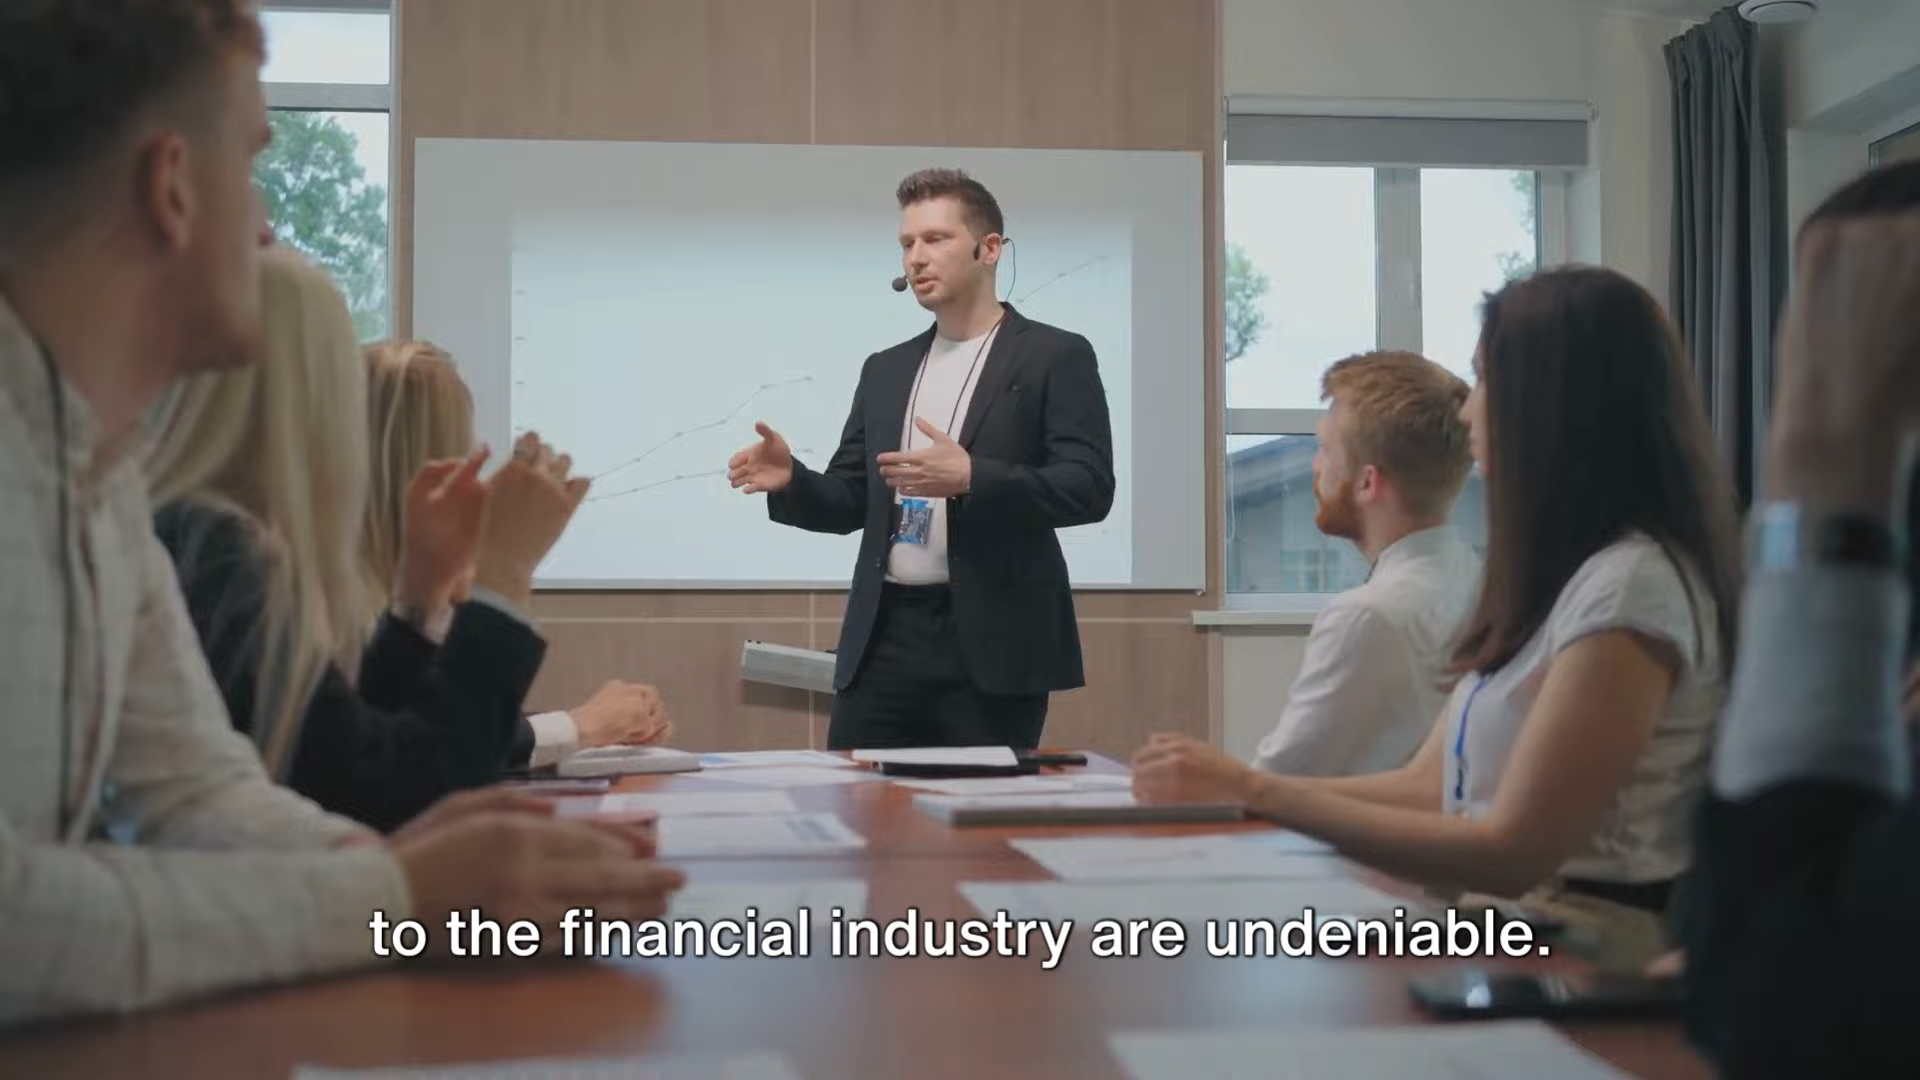 to the financial industry are undeniable.